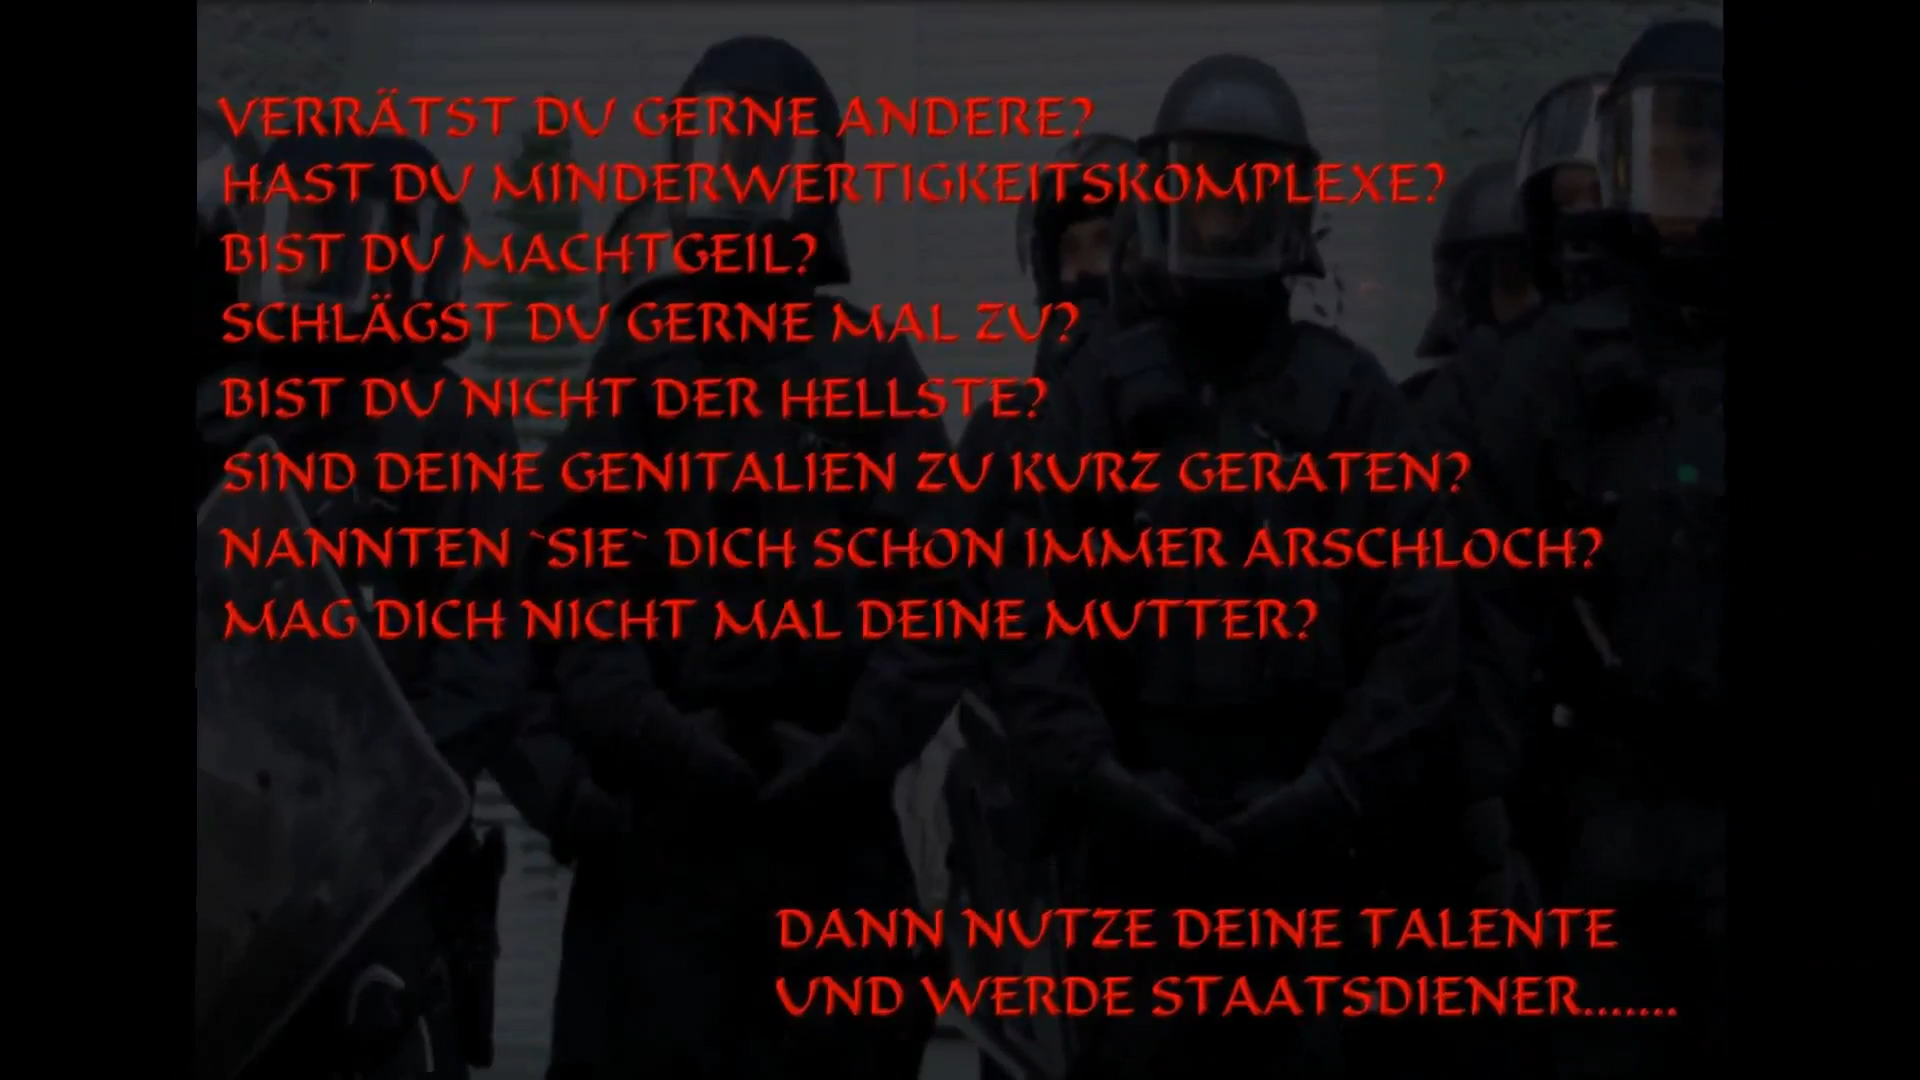 VERRÄTST DU GERNE ANDERE?
HAST DU MINDERWERTIGKEITSKOMPLEXE?
BIST DU MACHTGEIL?
SCHLÄGST DU GERNE MAL ZU?
BIST DU NICHT DER HELLSTE?
SIND DEINE GENITALIEN ZU KURZ GERATEN?
NANNTEN `SIE` DICH SCHON IMMER ARSCHLOCH?
MAG DICH NICHT MAL DEINE MUTTER?
DANN NUTZE DEINE TALENTE
UND WERDE STAATSDIENER.......